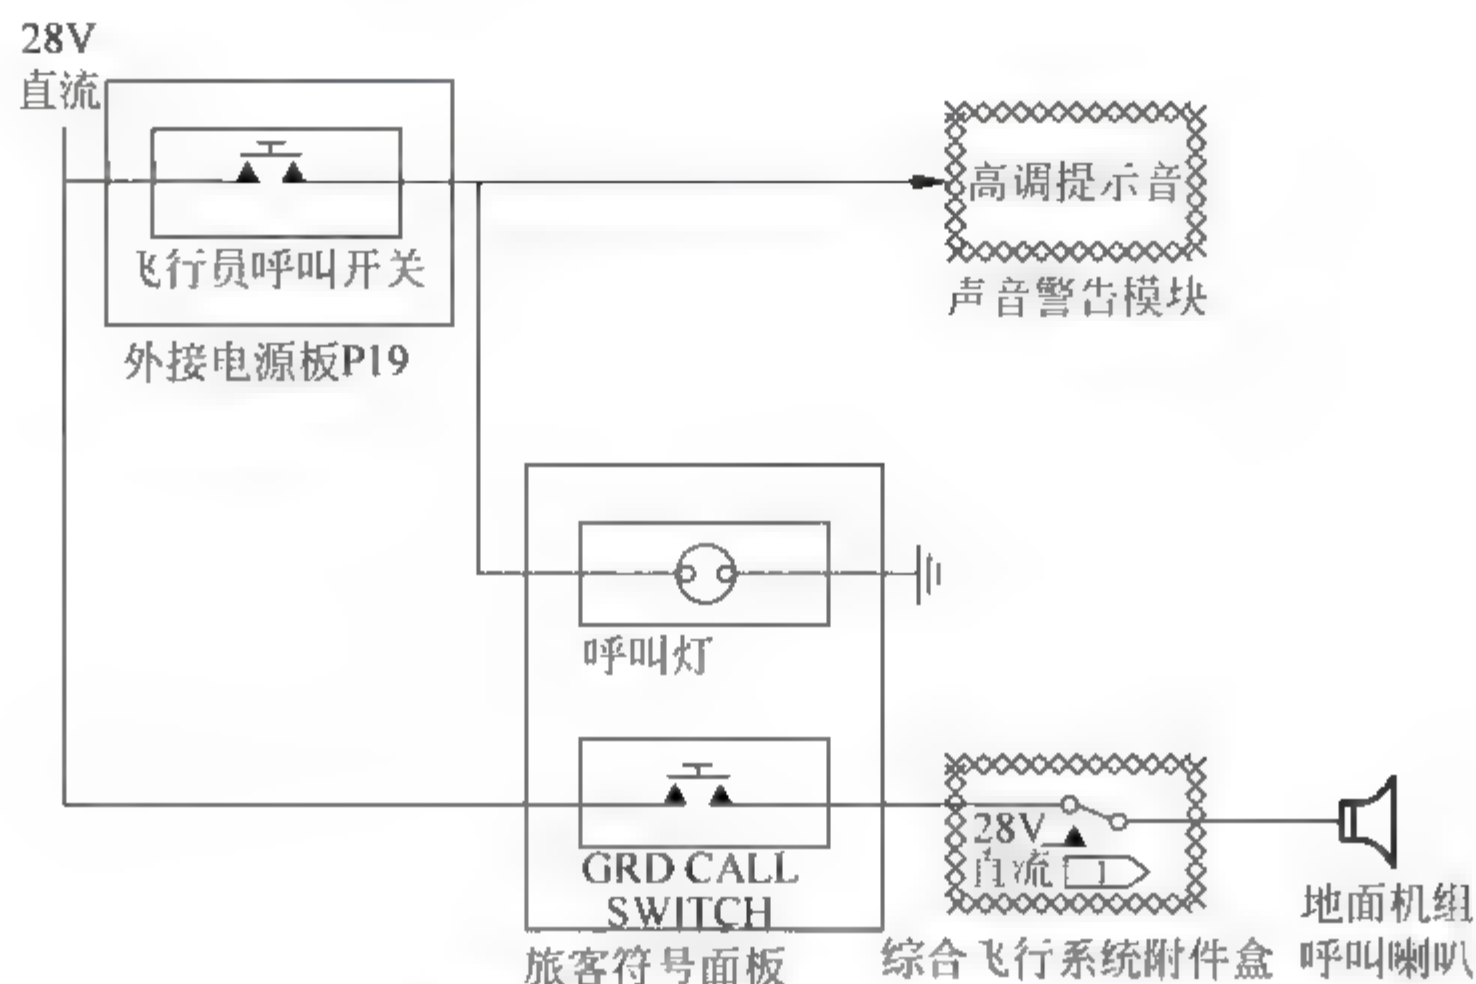 28V
直流
高调提示音
飞行员呼叫开关
声音警告模块
外接电源板P19
呼叫灯
28V
直流
1
GRD CALL
SWITCH
旅客符号面板
综合飞行系统附件盒
地面机组
呼叫喇叭